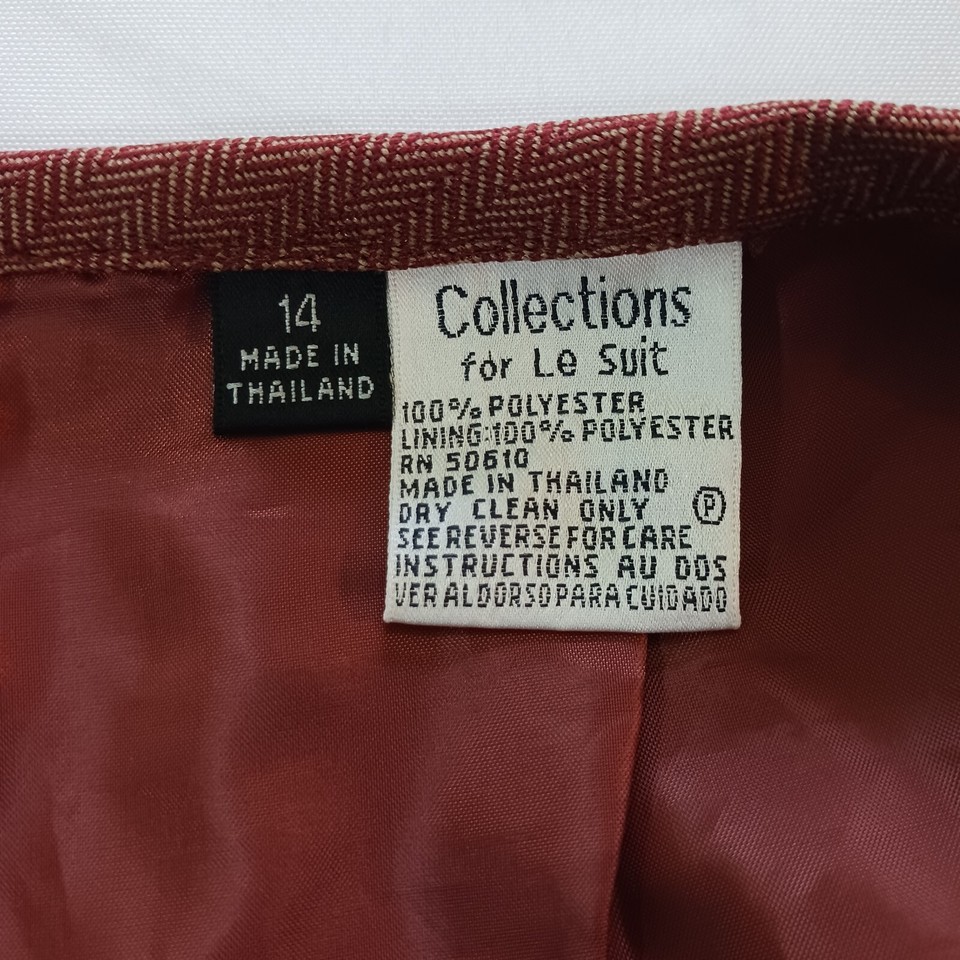 14
MADE IN
THAILAND
Collections
for Le Suit
100% POLYESTER
LINING:100% POLYESTER
RN 50610
MADE IN THAILAND
DRY CLEAN ONLY Ⓟ
SEE REVERSE FOR CARE
INSTRUCTIONS AU DOS
VER AL DORSO PARA CUIDADO